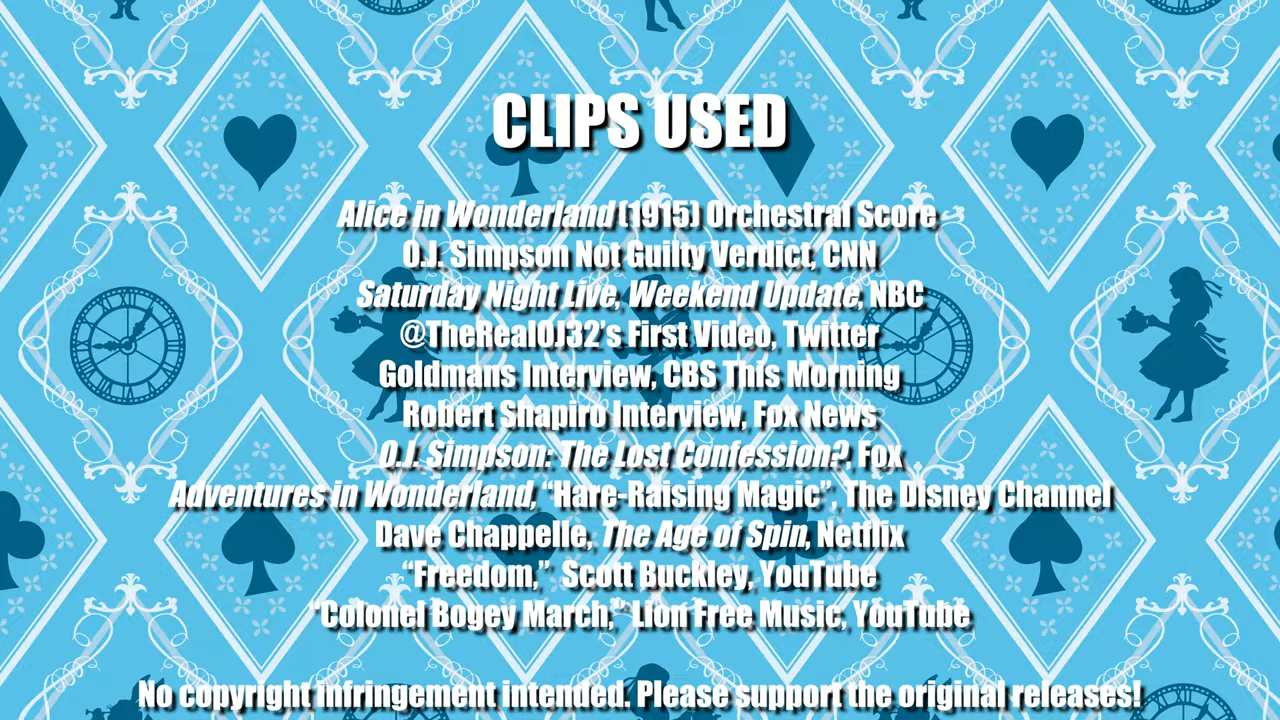 CLIPS USED
Alice in Wonderland (1915) Orchestral Score
O.J. Simpson Not Guilty Verdict, CNN
Saturday Night Live, Weekend Update, NBC
@TheRealOJ32’s First Video, Twitter
Goldmans Interview, CBS This Morning
Robert Shapiro Interview, Fox News
O.J. Simpson: The Lost Confession?, Fox
Adventures in Wonderland, “Hare-Raising Magic”, The Disney Channel
Dave Chappelle, The Age of Spin, Netflix
“Freedom,” Scott Buckley, YouTube
“Colonel Bogey March,” Lion Free Music, YouTube
No copyright infringement intended. Please support the original releases!